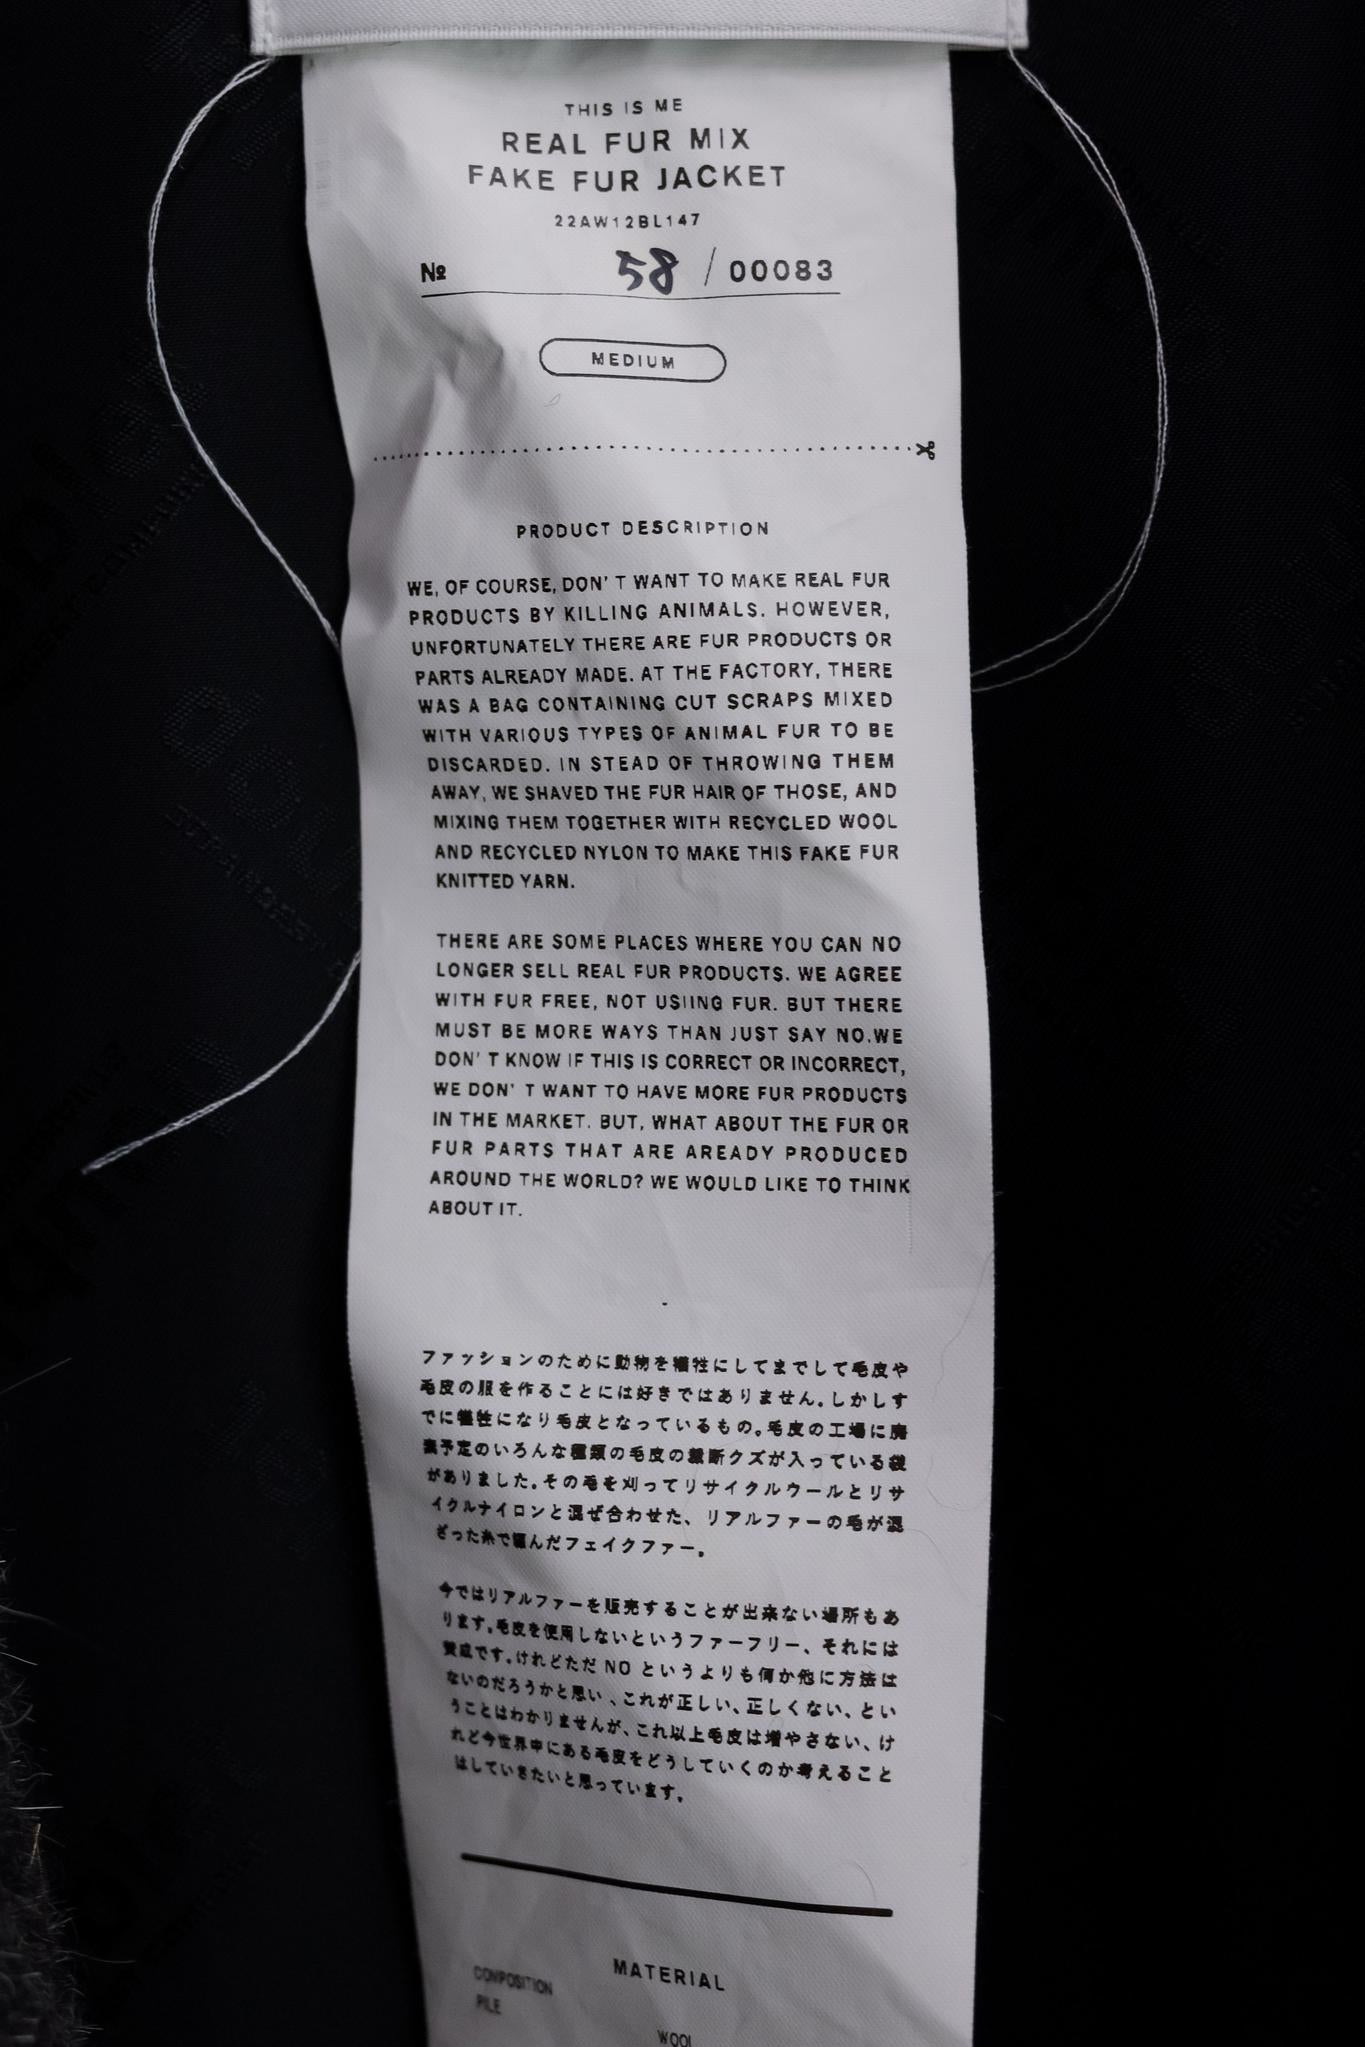 THIS IS ME
REAL FUR MIX
FAKE FUR JACKET
22AW12BL147
№ 58 / 00083
MEDIUM
PRODUCT DESCRIPTION
WE, OF COURSE, DON' T WANT TO MAKE REAL FUR
PRODUCTS BY KILLING ANIMALS. HOWEVER,
UNFORTUNATELY THERE ARE FUR PRODUCTS OR
PARTS ALREADY MADE. AT THE FACTORY, THERE
WAS A BAG CONTAINING CUT SCRAPS MIXED
WITH VARIOUS TYPES OF ANIMAL FUR TO BE
DISCARDED. IN STEAD OF THROWING THEM
AWAY, WE SHAVED THE FUR HAIR OF THOSE, AND
MIXING THEM TOGETHER WITH RECYCLED WOOL
AND RECYCLED NYLON TO MAKE THIS FAKE FUR
KNITTED YARN.
THERE ARE SOME PLACES WHERE YOU CAN NO
LONGER SELL REAL FUR PRODUCTS. WE AGREE
WITH FUR FREE, NOT USIING FUR. BUT THERE
MUST BE MORE WAYS THAN JUST SAY NO.WE
DON' T KNOW IF THIS IS CORRECT OR INCORRECT,
WE DON' T WANT TO HAVE MORE FUR PRODUCTS
IN THE MARKET. BUT, WHAT ABOUT THE FUR OR
FUR PARTS THAT ARE AREADY PRODUCED
AROUND THE WORLD? WE WOULD LIKE TO THINK
ABOUT IT.
ファッションのために動物を犠牲にしてまでして毛皮や
毛皮の服を作ることには好きではありません。しかしす
でに犠牲になり毛皮となっているもの。毛皮の工場に廃
棄予定のいろんな種類の毛皮の裁断クズが入っている袋
がありました。その毛を刈ってリサイクルウールとリサ
イクルナイロンと混ぜ合わせた、リアルファーの毛が混
ざった糸で編んだフェイクファー。
今ではリアルファーを販売することが出来ない場所もあ
ります。毛皮を使用しないというファーフリー、それには
賛成です。けれどただ NO というよりも何か他に方法は
ないのだろうかと思い、これが正しい、正しくない、とい
うことはわかりませんが、これ以上毛皮は増やさない、け
れど今世界中にある毛皮をどうしていくのか考えること
はしていきたいと思っています。
MATERIAL
COMPOSITION
PILE
WOOL